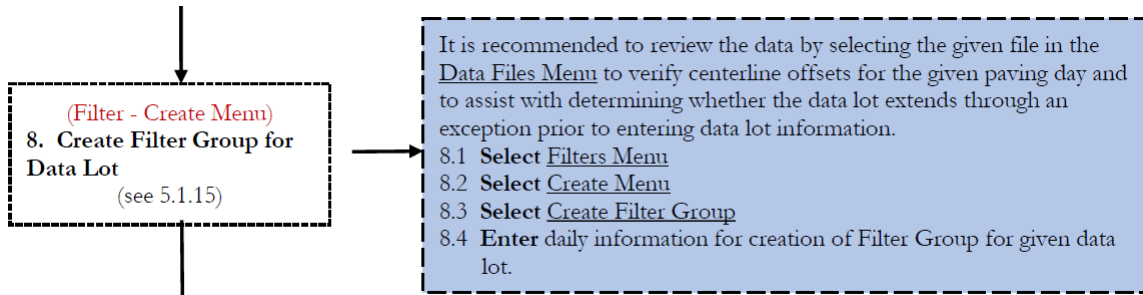 (Filter - Create Menu)
8. Create Filter Group for
Data Lot
(see 5.1.15)
It is recommended to review the data by selecting the given file in the
Data Files Menu to verify centerline offsets for the given paving day and
to assist with determining whether the data lot extends through an
exception prior to entering data lot information.
8.1 Select Filters Menu
8.2 Select Create Menu
8.3 Select Create Filter Group
8.4 Enter daily information for creation of Filter Group for given data
lot.